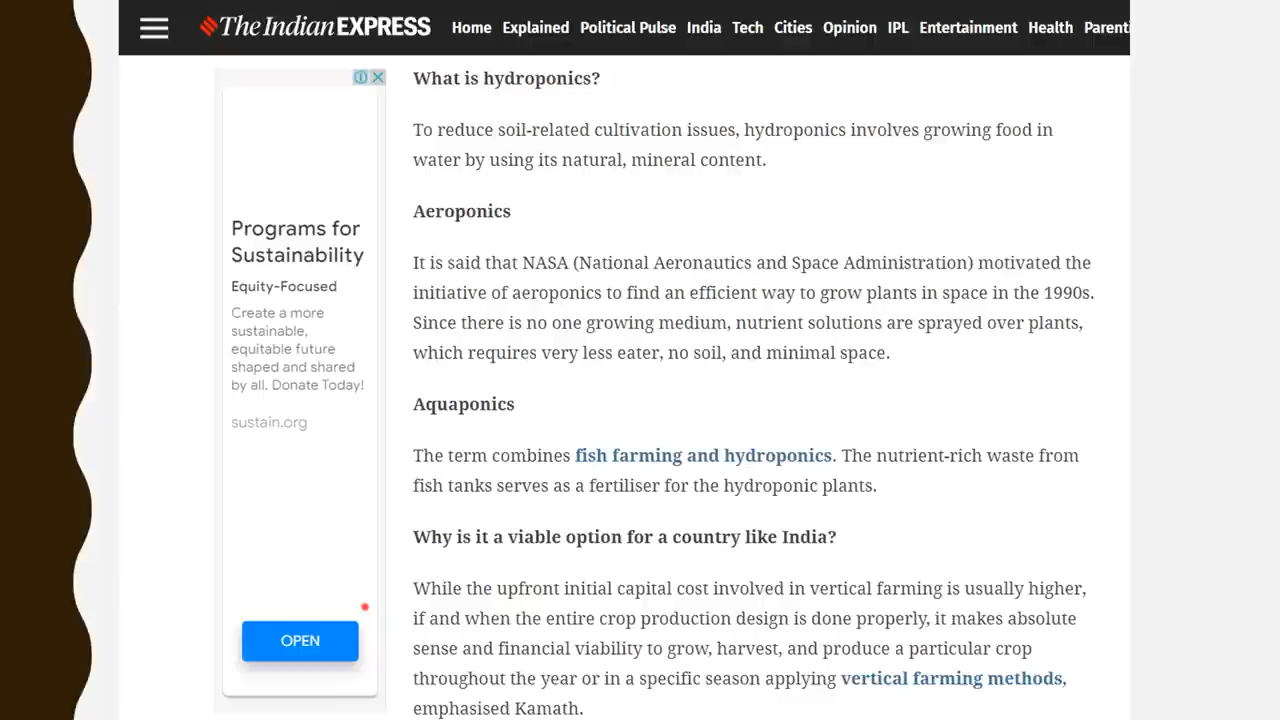 The Indian EXPRESS Home Explained Political Pulse India Tech Cities Opinion IPL Entertainment Health Parenti
What is hydroponics?
To reduce soil-related cultivation issues, hydroponics involves growing food in
water by using its natural, mineral content.
Aeroponics
It is said that NASA (National Aeronautics and Space Administration) motivated the
initiative of aeroponics to find an efficient way to grow plants in space in the 1990s.
Since there is no one growing medium, nutrient solutions are sprayed over plants,
which requires very less eater, no soil, and minimal space.
Aquaponics
The term combines fish farming and hydroponics. The nutrient-rich waste from
fish tanks serves as a fertiliser for the hydroponic plants.
Why is it a viable option for a country like India?
While the upfront initial capital cost involved in vertical farming is usually higher,
if and when the entire crop production design is done properly, it makes absolute
sense and financial viability to grow, harvest, and produce a particular crop
throughout the year or in a specific season applying vertical farming methods,
emphasised Kamath.
Programs for
Sustainability
Equity-Focused
Create a more
sustainable,
equitable future
shaped and shared
by all. Donate Today!
sustain.org
OPEN